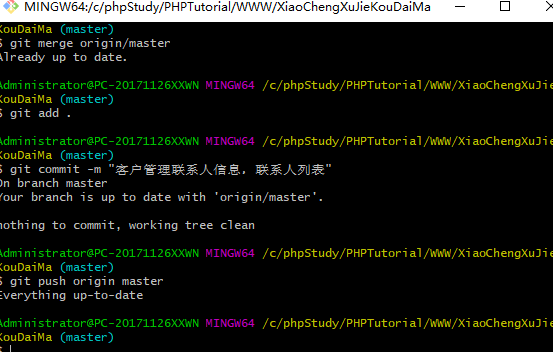 MINGW64:/c/phpStudy/PHPTutorial/WWW/XiaoChengXuJieKouDaiMa
KouDaiMa (master)
$ git merge origin/master
Already up to date.
Administrator@PC-20171126XXWN MINGW64 /c/phpStudy/PHPTutorial/WWW/XiaoChengXuJie
KouDaiMa (master)
$ git add .
Administrator@PC-20171126XXWN MINGW64 /c/phpStudy/PHPTutorial/WWW/XiaoChengXuJie
KouDaiMa (master)
$ git commit -m "客户管理联系人信息, 联系人列表"
On branch master
Your branch is up to date with 'origin/master'.
nothing to commit, working tree clean
Administrator@PC-20171126XXWN MINGW64 /c/phpStudy/PHPTutorial/WWW/XiaoChengXuJie
KouDaiMa (master)
$ git push origin master
Everything up-to-date
Administrator@PC-20171126XXWN MINGW64 /c/phpStudy/PHPTutorial/WWW/XiaoChengXuJie
KouDaiMa (master)
$